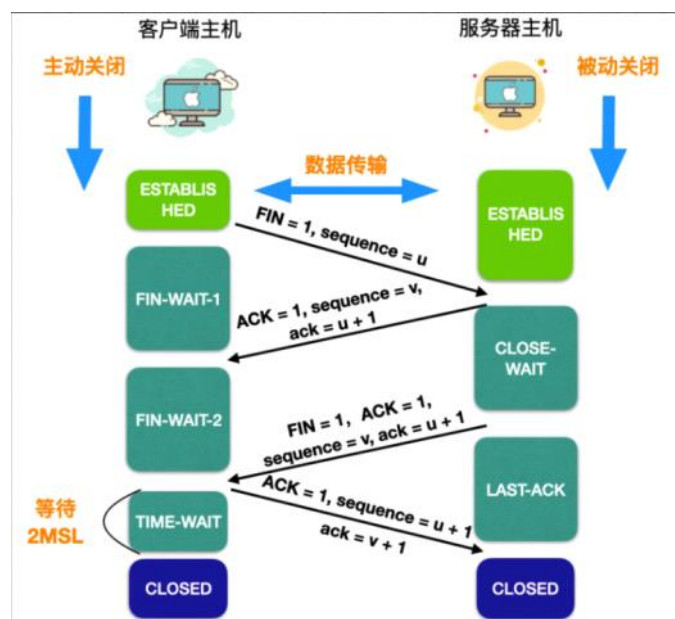 客户端主机
服务器主机
主动关闭
被动关闭
数据传输
ESTABLIS
HED
ESTABLIS
HED
FIN = 1, sequence = u
FIN-WAIT-1
ACK = 1, sequence = v,
ack = u + 1
CLOSE-
WAIT
FIN-WAIT-2
FIN = 1, ACK = 1,
sequence = v, ack = u + 1
LAST-ACK
等待
2MSL
TIME-WAIT
ACK = 1, sequence = u + 1
ack = v + 1
CLOSED
CLOSED